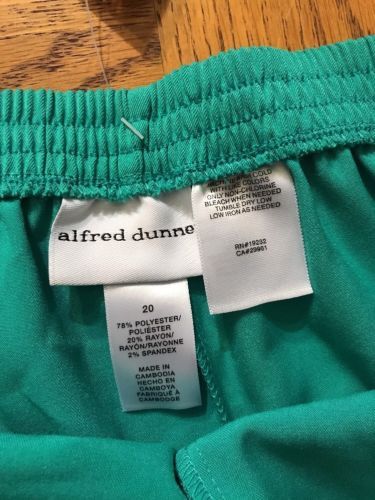 WITH LIKE COLORS
ONLY NON-CHLORINE
BLEACH WHEN NEEDED
TUMBLE DRY LOW
LOW IRON AS NEEDED
RN#19232
CA#29981
alfred dunne
20
78% POLYESTER/
POLIÉSTER
20% RAYON/
RAYÓN/RAYONNE
2% SPANDEX
MADE IN
CAMBODIA
HECHO EN
CAMBOYA
FABRIQUÉ À
CAMBODGE